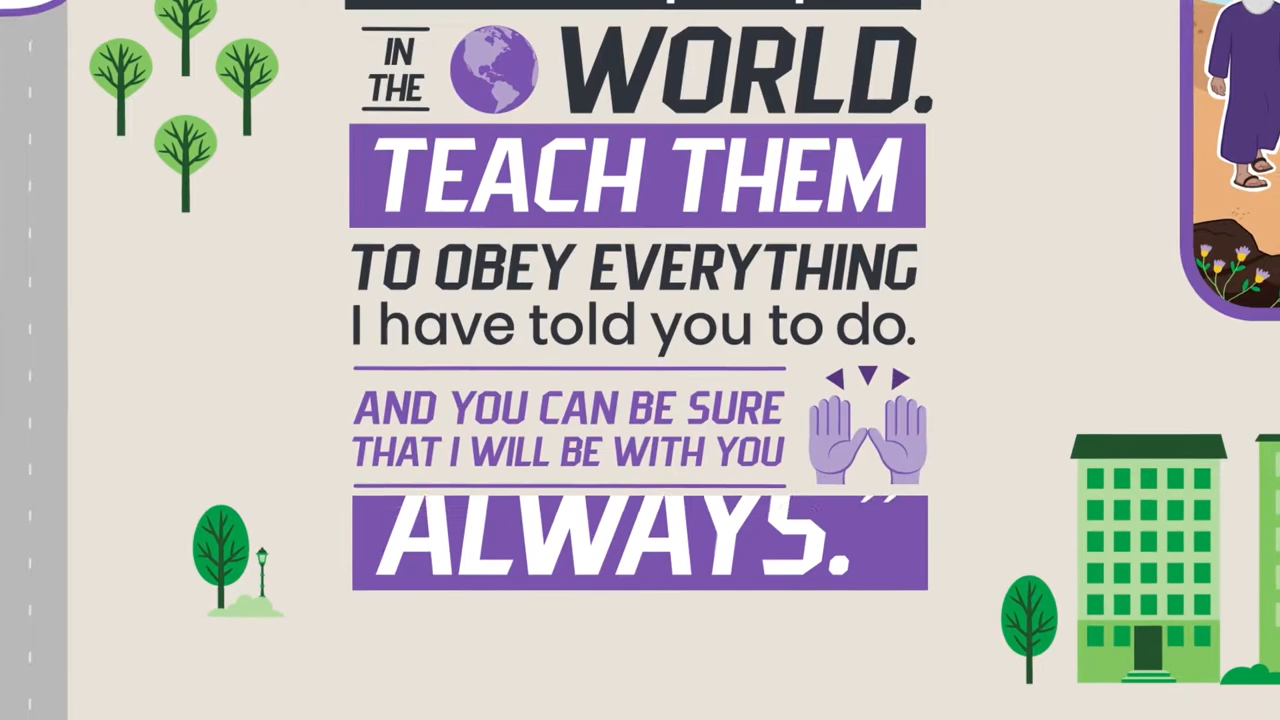 IN
THE
WORLD.
TEACH THEM
TO OBEY EVERYTHING
I have told you to do.
AND YOU CAN BE SURE
THAT I WILL BE WITH YOU
ALWAYS.”